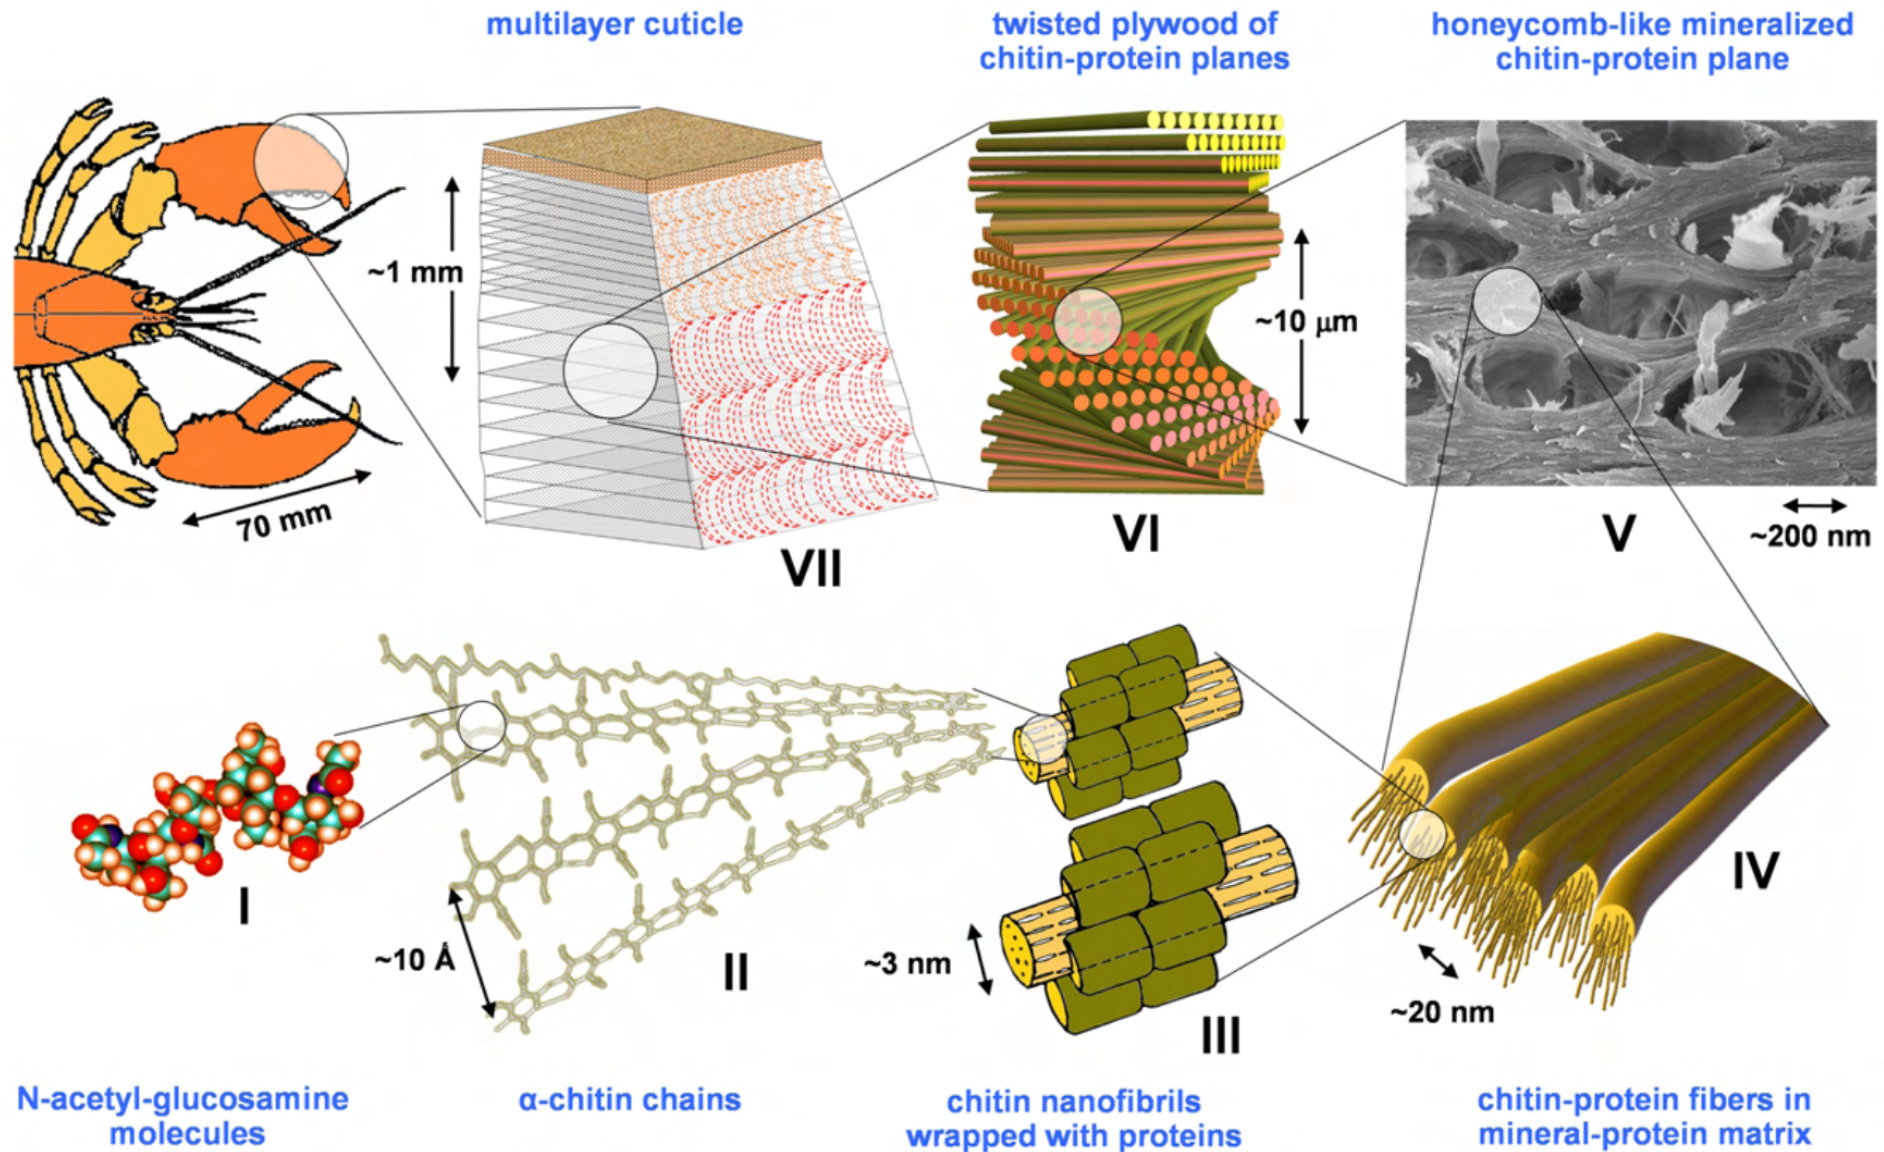 multilayer cuticle
twisted plywood of
chitin-protein planes
honeycomb-like mineralized
chitin-protein plane
~1 mm
70 mm
VII
~10 μm
VI
V
~200 nm
I
~10 Å
II
~3 nm
III
~20 nm
IV
N-acetyl-glucosamine
molecules
α-chitin chains
chitin nanofibrils
wrapped with proteins
chitin-protein fibers in
mineral-protein matrix